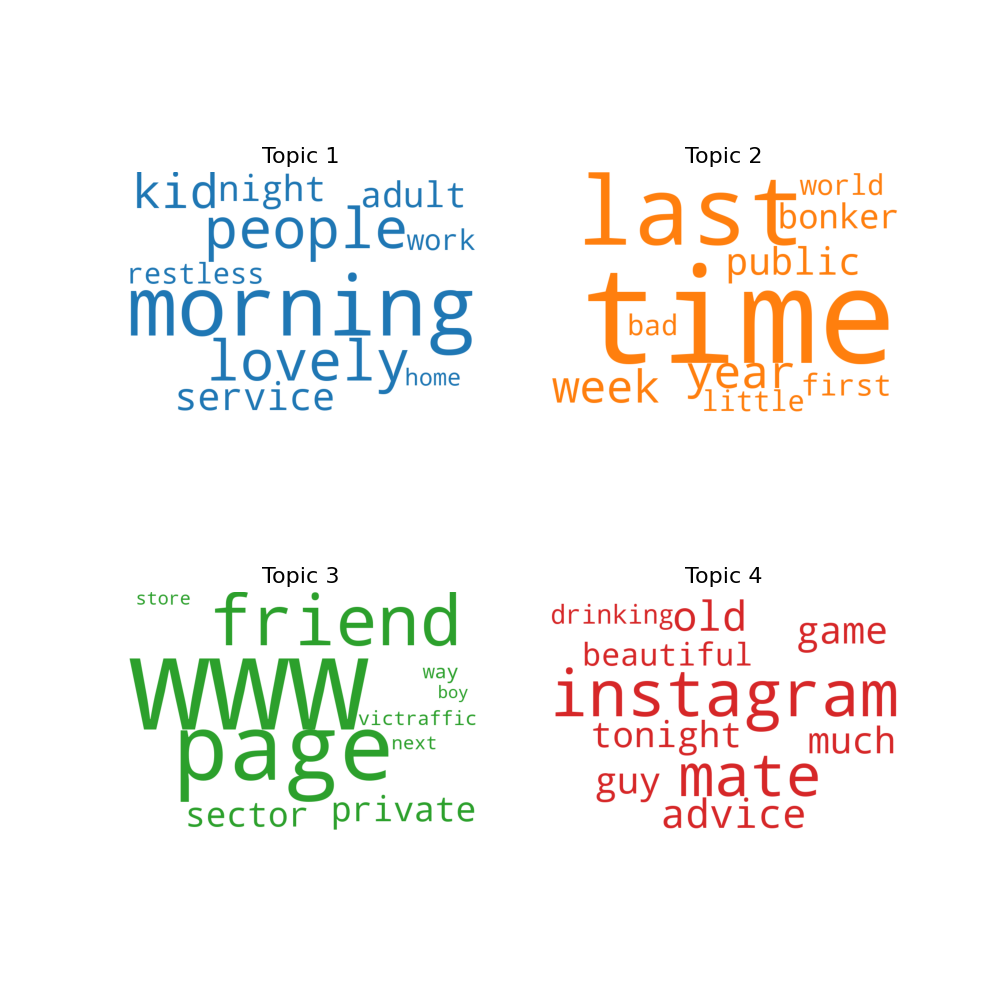 Topic 1
kid night adult
people work
restless
morning
lovely home
service
Topic 2
last world
bonker
public
time
bad
week year first
little
Topic 3
store friend
www way
boy
victraffic
page next
sector private
Topic 4
drinking old game
beautiful
instagram
tonight much
guy mate
advice